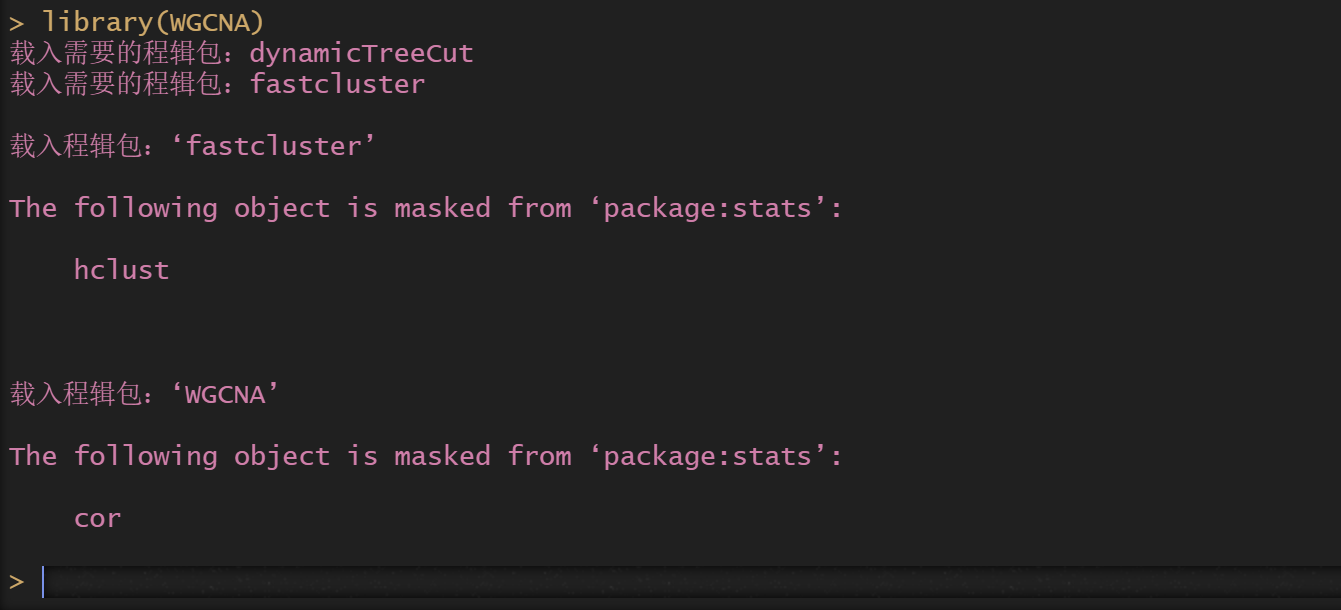 > library(WGCNA)
载入需要的程辑包：dynamicTreeCut
载入需要的程辑包：fastcluster
载入程辑包：‘fastcluster’
The following object is masked from ‘package:stats’:
hclust
载入程辑包：‘WGCNA’
The following object is masked from ‘package:stats’:
cor
>